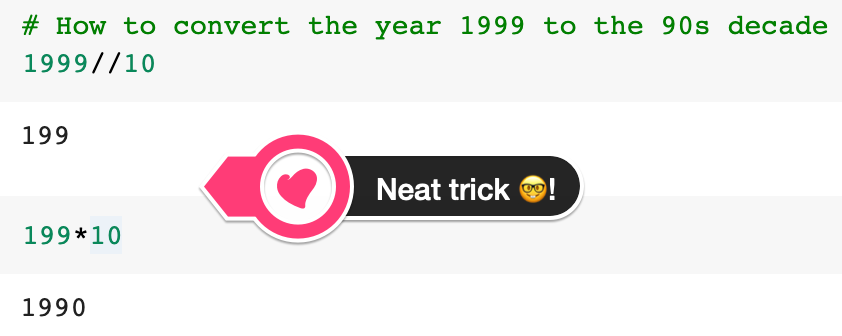 # How to convert the year 1999 to the 90s decade
1999//10
199
Neat trick 🤓!
199*10
1990